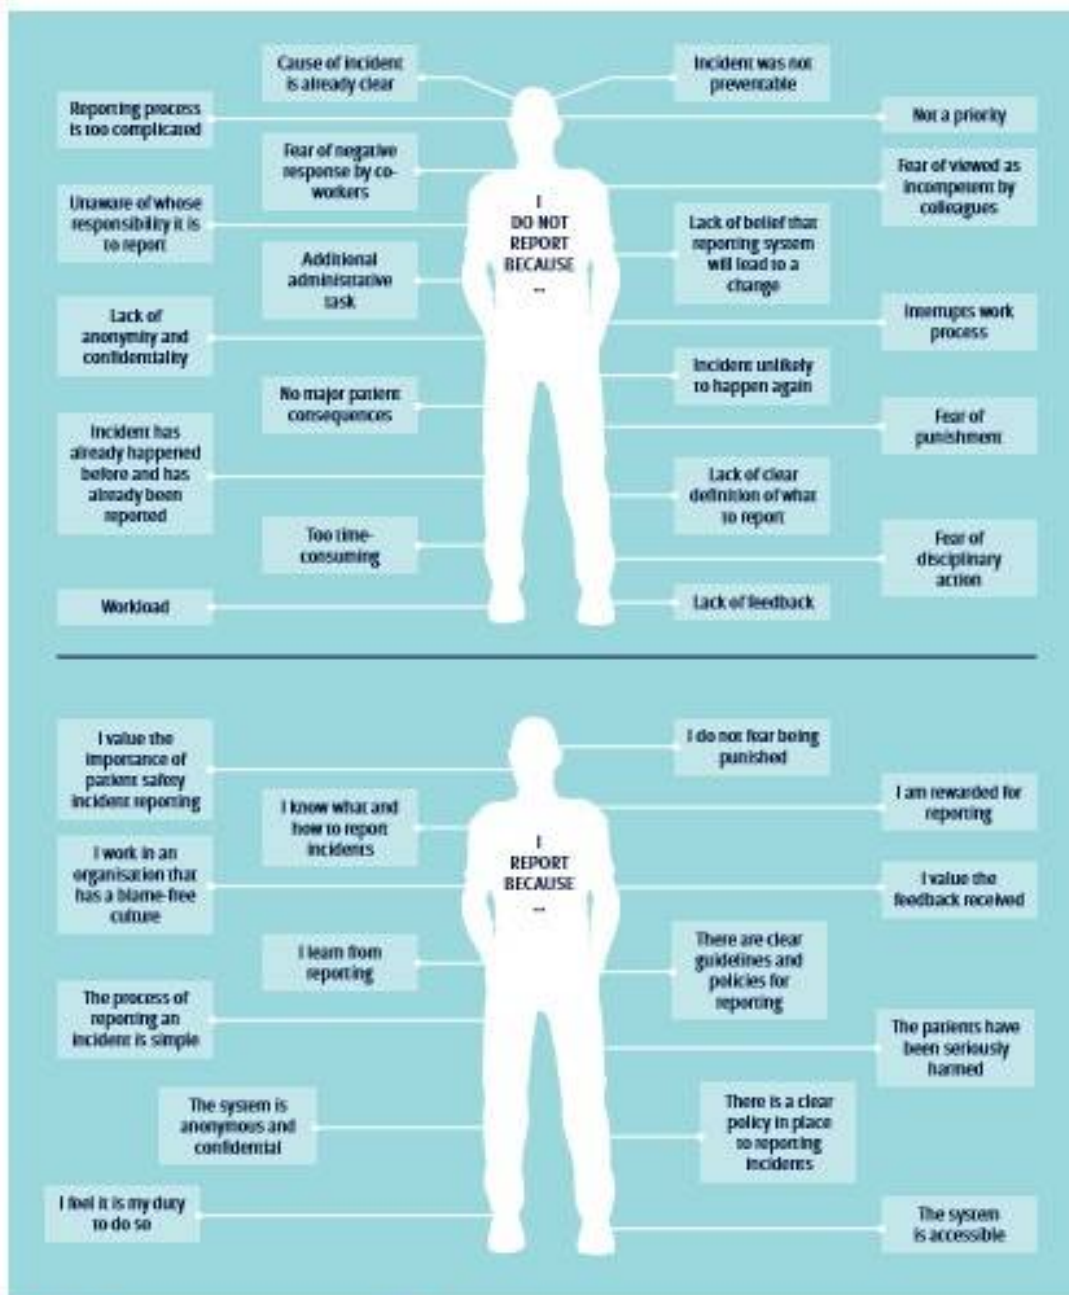 Cause of incident
is already clear
Incident was not
preventable
Reporting process
is too complicated
Not a priority
Fear of negative
response by co-
workers
Fear of viewed as
incompetent by
colleagues
Unaware of whose
responsibility it is
to report
I
DO NOT
REPORT
BECAUSE
...
Lack of belief that
reporting system
will lead to a
change
Additional
administrative
task
Lack of
anonymity and
confidentiality
Interrupts work
process
Incident unlikely
to happen again
No major patient
consequences
Fear of
punishment
Incident has
already happened
before and has
already been
reported
Lack of clear
definition of what
to report
Too time-
consuming
Fear of
disciplinary
action
Workload
Lack of feedback
I value the
importance of
patient safety
incident reporting
I do not fear being
punished
I know what and
how to report
incidents
I am rewarded for
reporting
I
REPORT
BECAUSE
...
I work in an
organisation that
has a blame-free
culture
I value the
feedback received
I learn from
reporting
There are clear
guidelines and
policies for
reporting
The process of
reporting an
incident is simple
The patients have
been seriously
harmed
The system is
anonymous and
confidential
There is a clear
policy in place
to reporting
incidents
I feel it is my duty
to do so
The system
is accessible